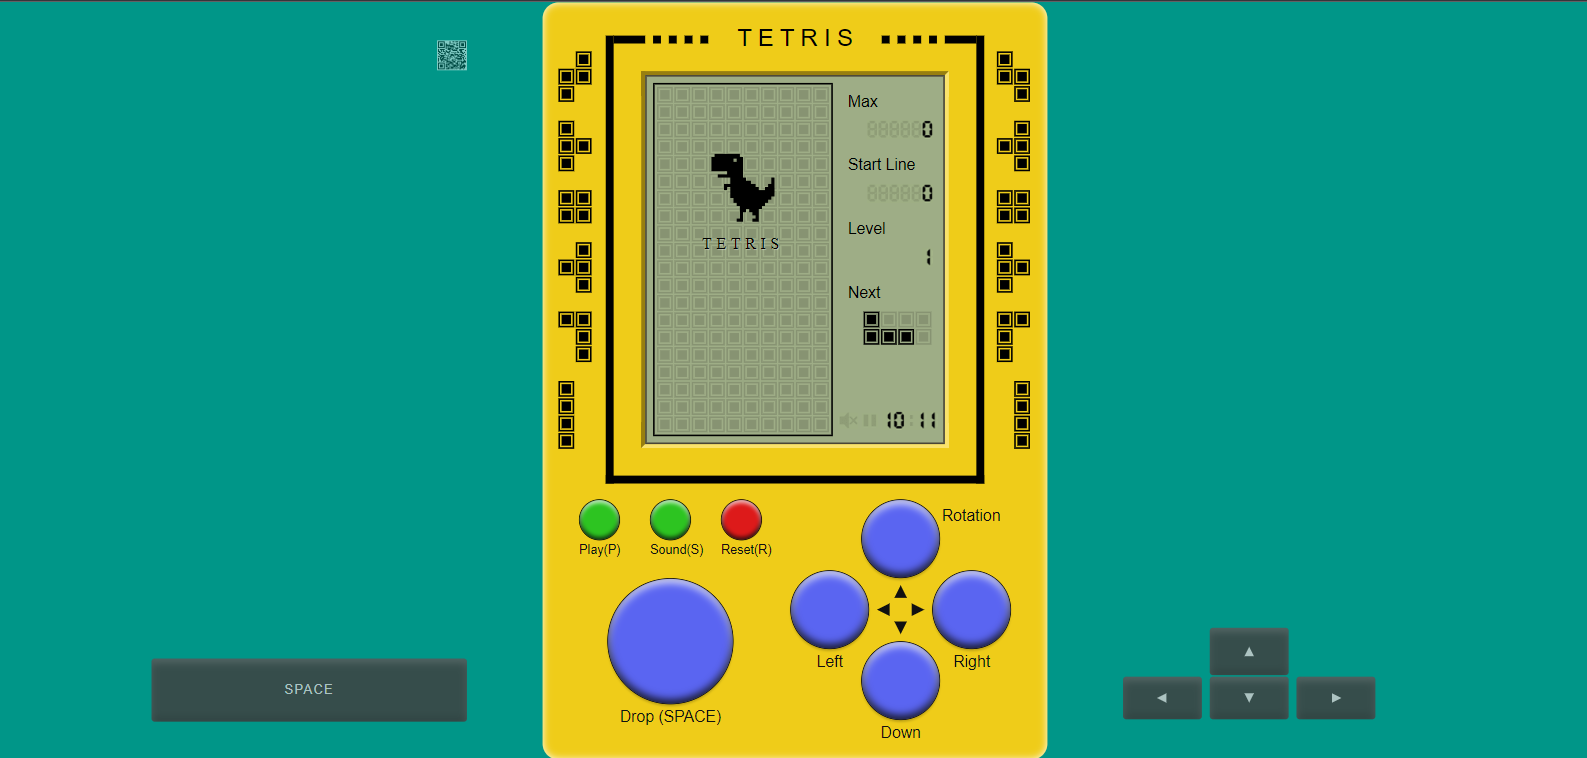 TETRIS
Max
0
Start Line
0
TETRIS
Level
1
Next
10:11
Play(P)
Sound(S)
Reset(R)
Rotation
Left
Right
Drop (SPACE)
Down
SPACE